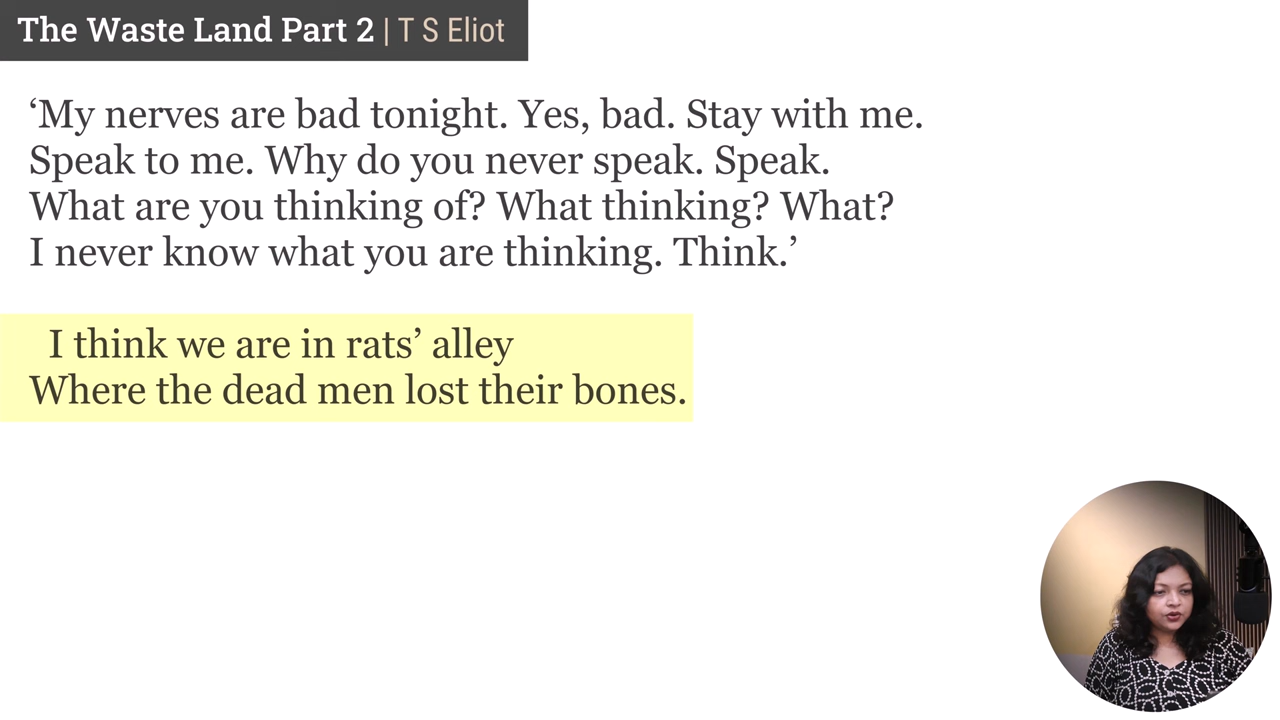 The Waste Land Part 2 | T S Eliot
‘My nerves are bad tonight. Yes, bad. Stay with me.
Speak to me. Why do you never speak. Speak.
What are you thinking of? What thinking? What?
I never know what you are thinking. Think.’
I think we are in rats’ alley
Where the dead men lost their bones.